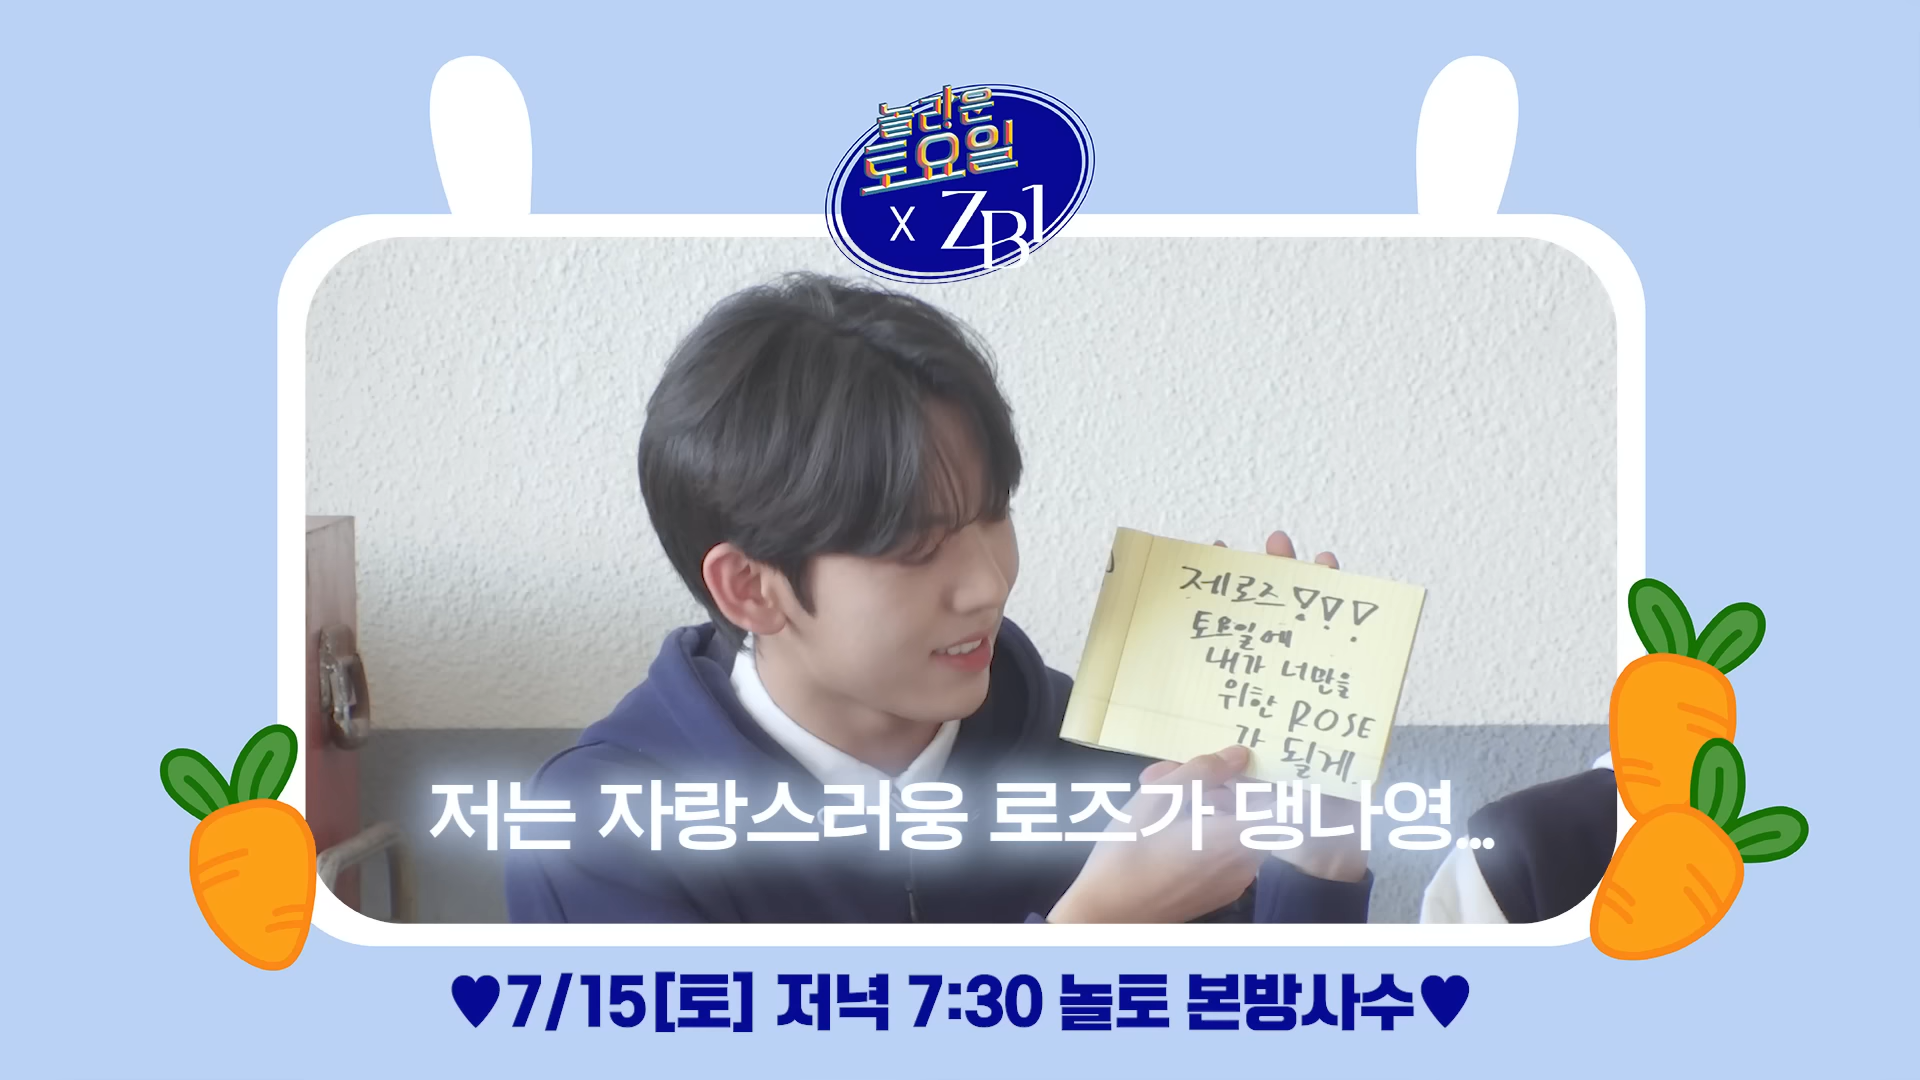 놀라운
토요일
X ZB1
제로즈!!!
토요일에
내가 너만을
위한 ROSE
가 될게.
저는 자랑스러웅 로즈가 댕나영...
♥7/15[토] 저녁 7:30 놀토 본방사수♥